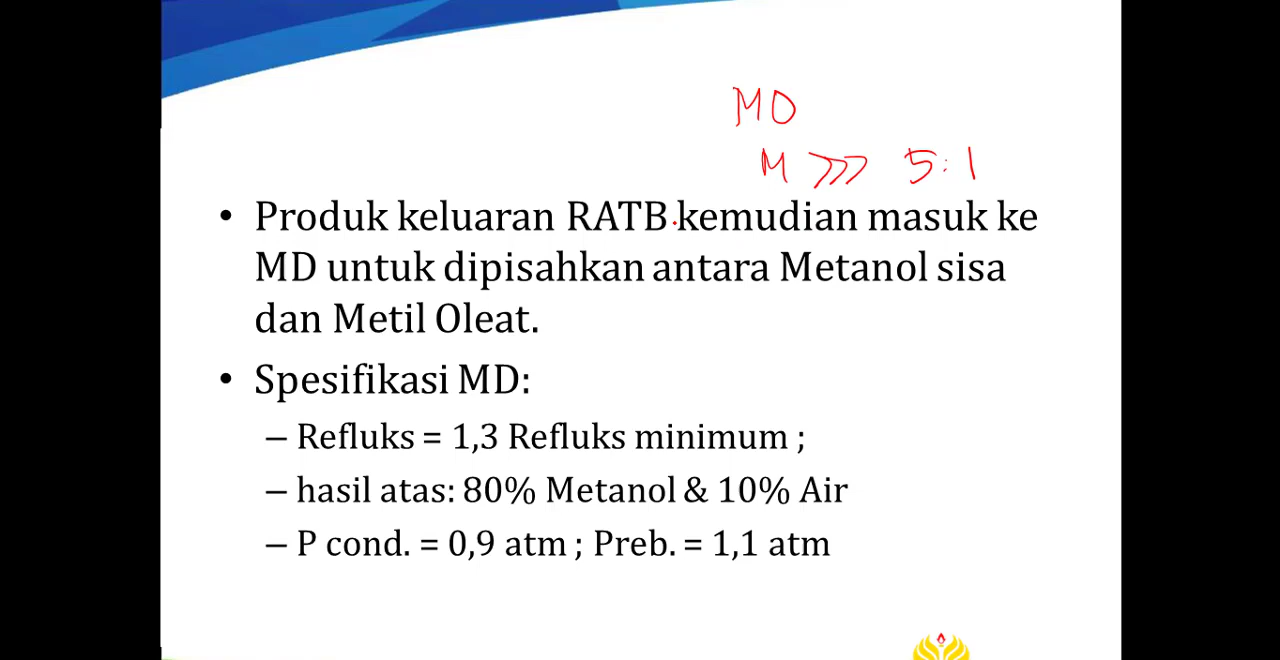 MO
M >>> 5:1
• Produk keluaran RATB kemudian masuk ke
MD untuk dipisahkan antara Metanol sisa
dan Metil Oleat.
• Spesifikasi MD:
– Refluks = 1,3 Refluks minimum ;
– hasil atas: 80% Metanol & 10% Air
– P cond. = 0,9 atm ; Preb. = 1,1 atm